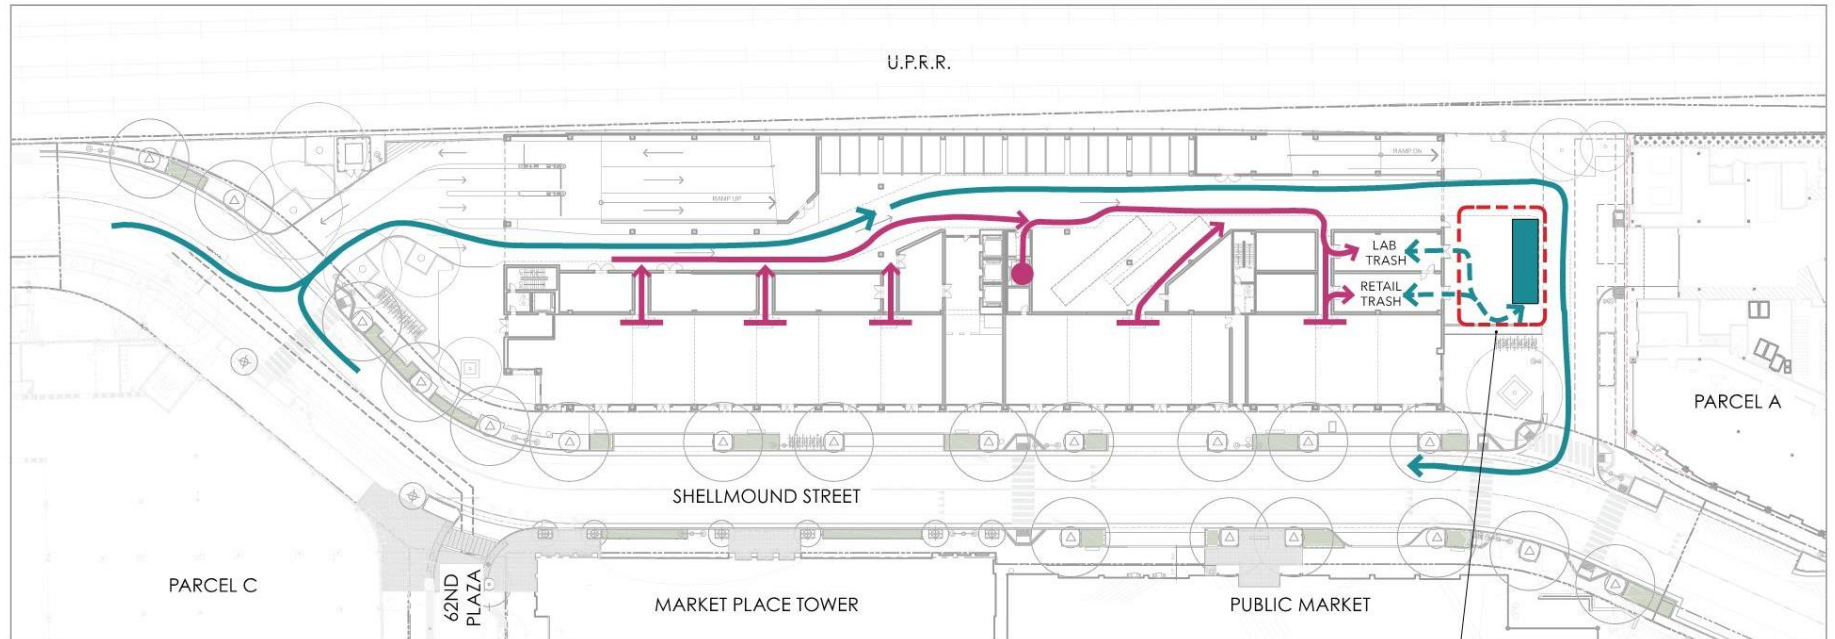 U.P.R.R.
RAMP DN
RAMP UP
LAB
TRASH
RETAIL
TRASH
PARCEL A
SHELLMOUND STREET
PARCEL C
62ND
PLAZA
MARKET PLACE TOWER
PUBLIC MARKET